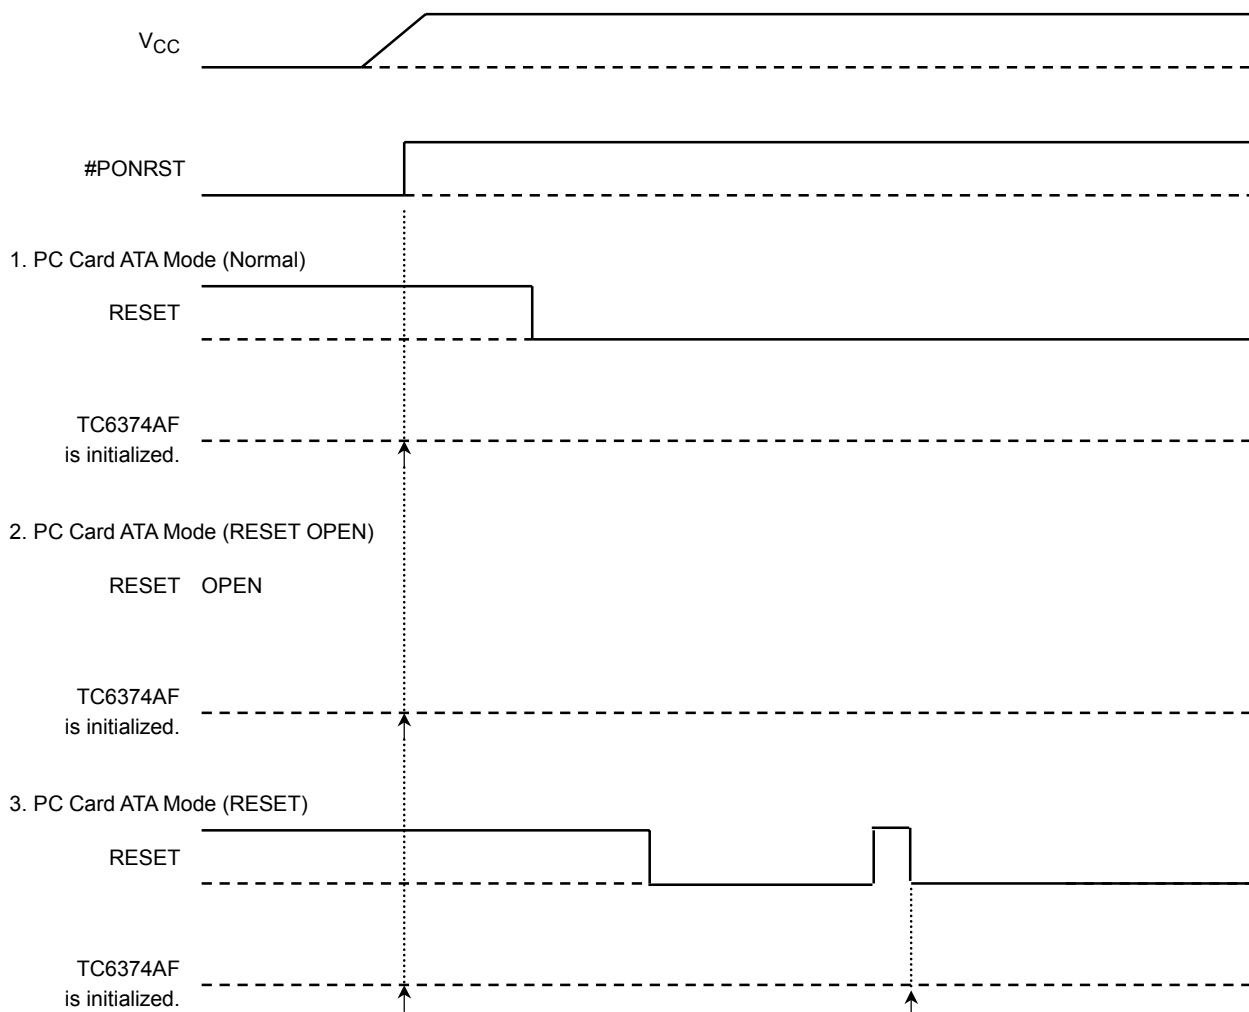 VCC
#PONRST
1. PC Card ATA Mode (Normal)
RESET
TC6374AF
is initialized.
2. PC Card ATA Mode (RESET OPEN)
RESET OPEN
TC6374AF
is initialized.
3. PC Card ATA Mode (RESET)
RESET
TC6374AF
is initialized.